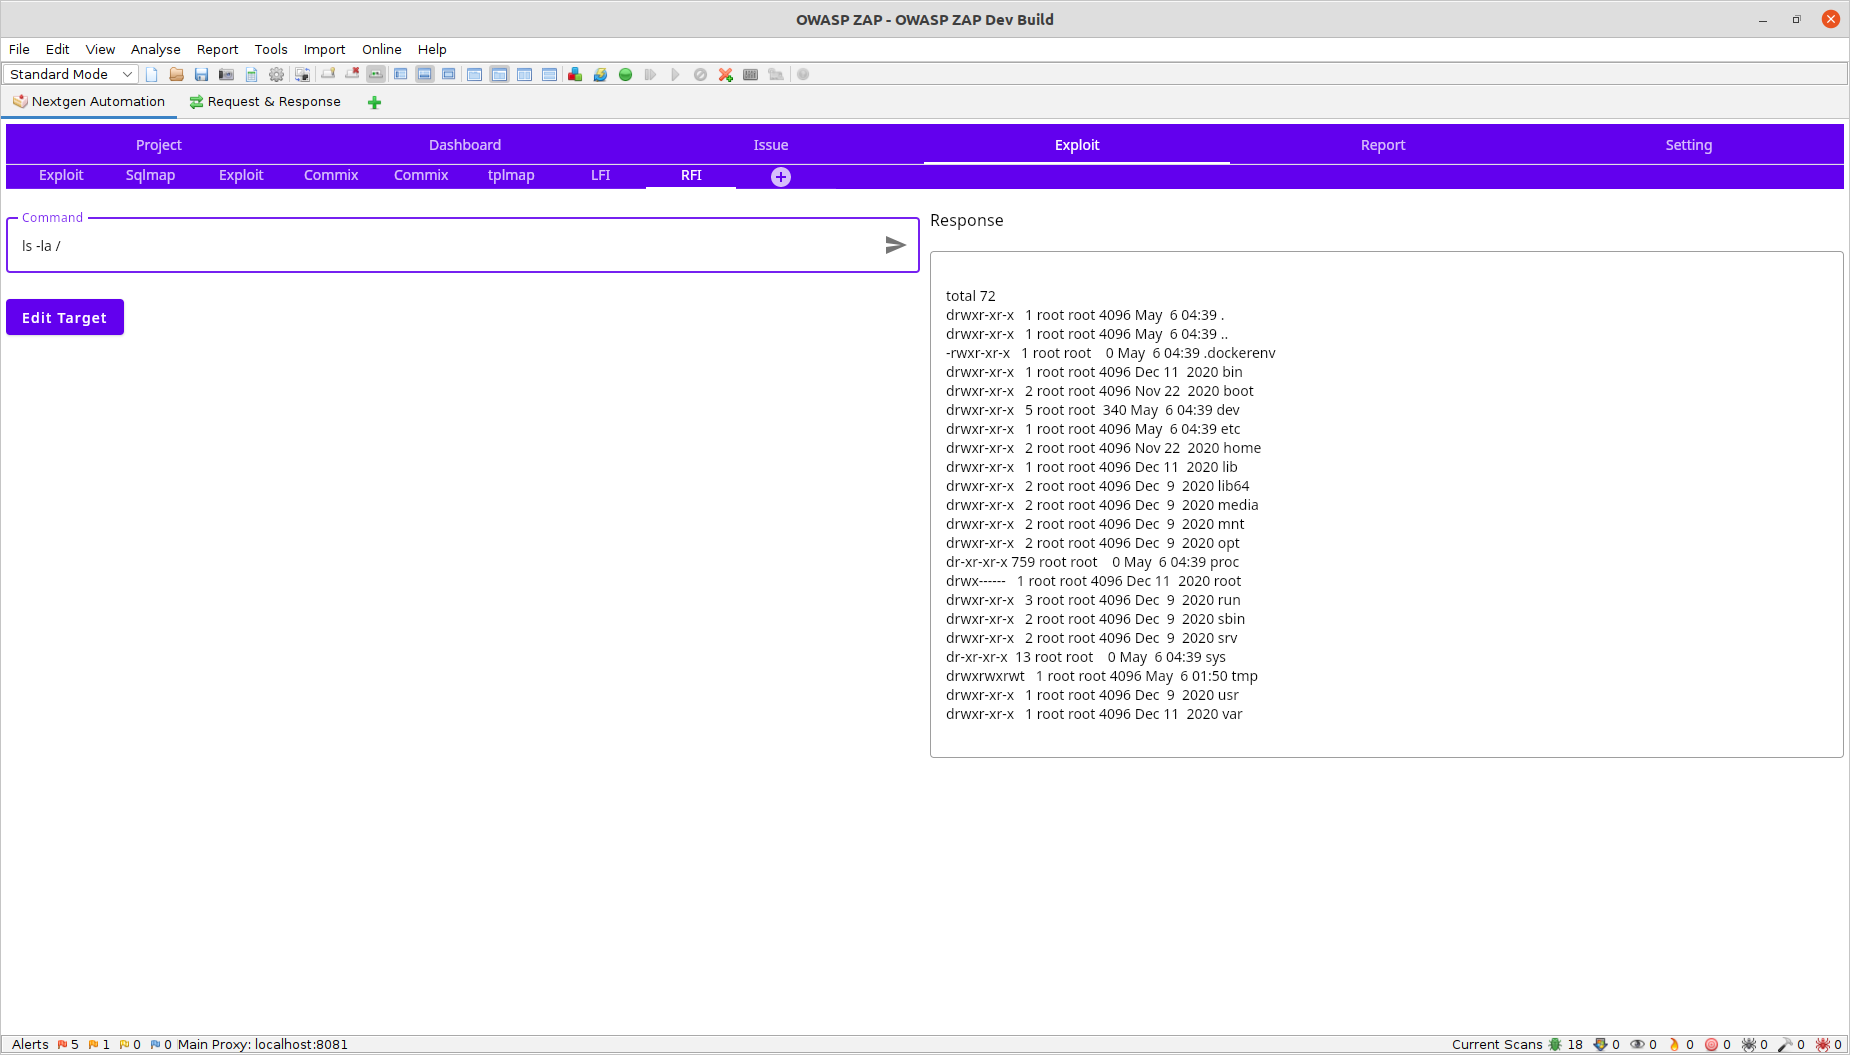 OWASP ZAP - OWASP ZAP Dev Build
File Edit View Analyse Report Tools Import Online Help
Standard Mode
Nextgen Automation Request & Response
Project Dashboard Issue Exploit Report Setting
Exploit Sqlmap Exploit Commix Commix tplmap LFI RFI
Command
ls -la /
Edit Target
Response
total 72
drwxr-xr-x 1 root root 4096 May 6 04:39 .
drwxr-xr-x 1 root root 4096 May 6 04:39 ..
-rwxr-xr-x 1 root root 0 May 6 04:39 .dockerenv
drwxr-xr-x 1 root root 4096 Dec 11 2020 bin
drwxr-xr-x 2 root root 4096 Nov 22 2020 boot
drwxr-xr-x 5 root root 340 May 6 04:39 dev
drwxr-xr-x 1 root root 4096 May 6 04:39 etc
drwxr-xr-x 2 root root 4096 Nov 22 2020 home
drwxr-xr-x 1 root root 4096 Dec 11 2020 lib
drwxr-xr-x 2 root root 4096 Dec 9 2020 lib64
drwxr-xr-x 2 root root 4096 Dec 9 2020 media
drwxr-xr-x 2 root root 4096 Dec 9 2020 mnt
drwxr-xr-x 2 root root 4096 Dec 9 2020 opt
dr-xr-xr-x 759 root root 0 May 6 04:39 proc
drwx------ 1 root root 4096 Dec 11 2020 root
drwxr-xr-x 3 root root 4096 Dec 9 2020 run
drwxr-xr-x 2 root root 4096 Dec 9 2020 sbin
drwxr-xr-x 2 root root 4096 Dec 9 2020 srv
dr-xr-xr-x 13 root root 0 May 6 04:39 sys
drwxrwxrwt 1 root root 4096 May 6 01:50 tmp
drwxr-xr-x 1 root root 4096 Dec 9 2020 usr
drwxr-xr-x 1 root root 4096 Dec 11 2020 var
Alerts 5 1 0 0 Main Proxy: localhost:8081 Current Scans 18 0 0 0 0 0 0 0